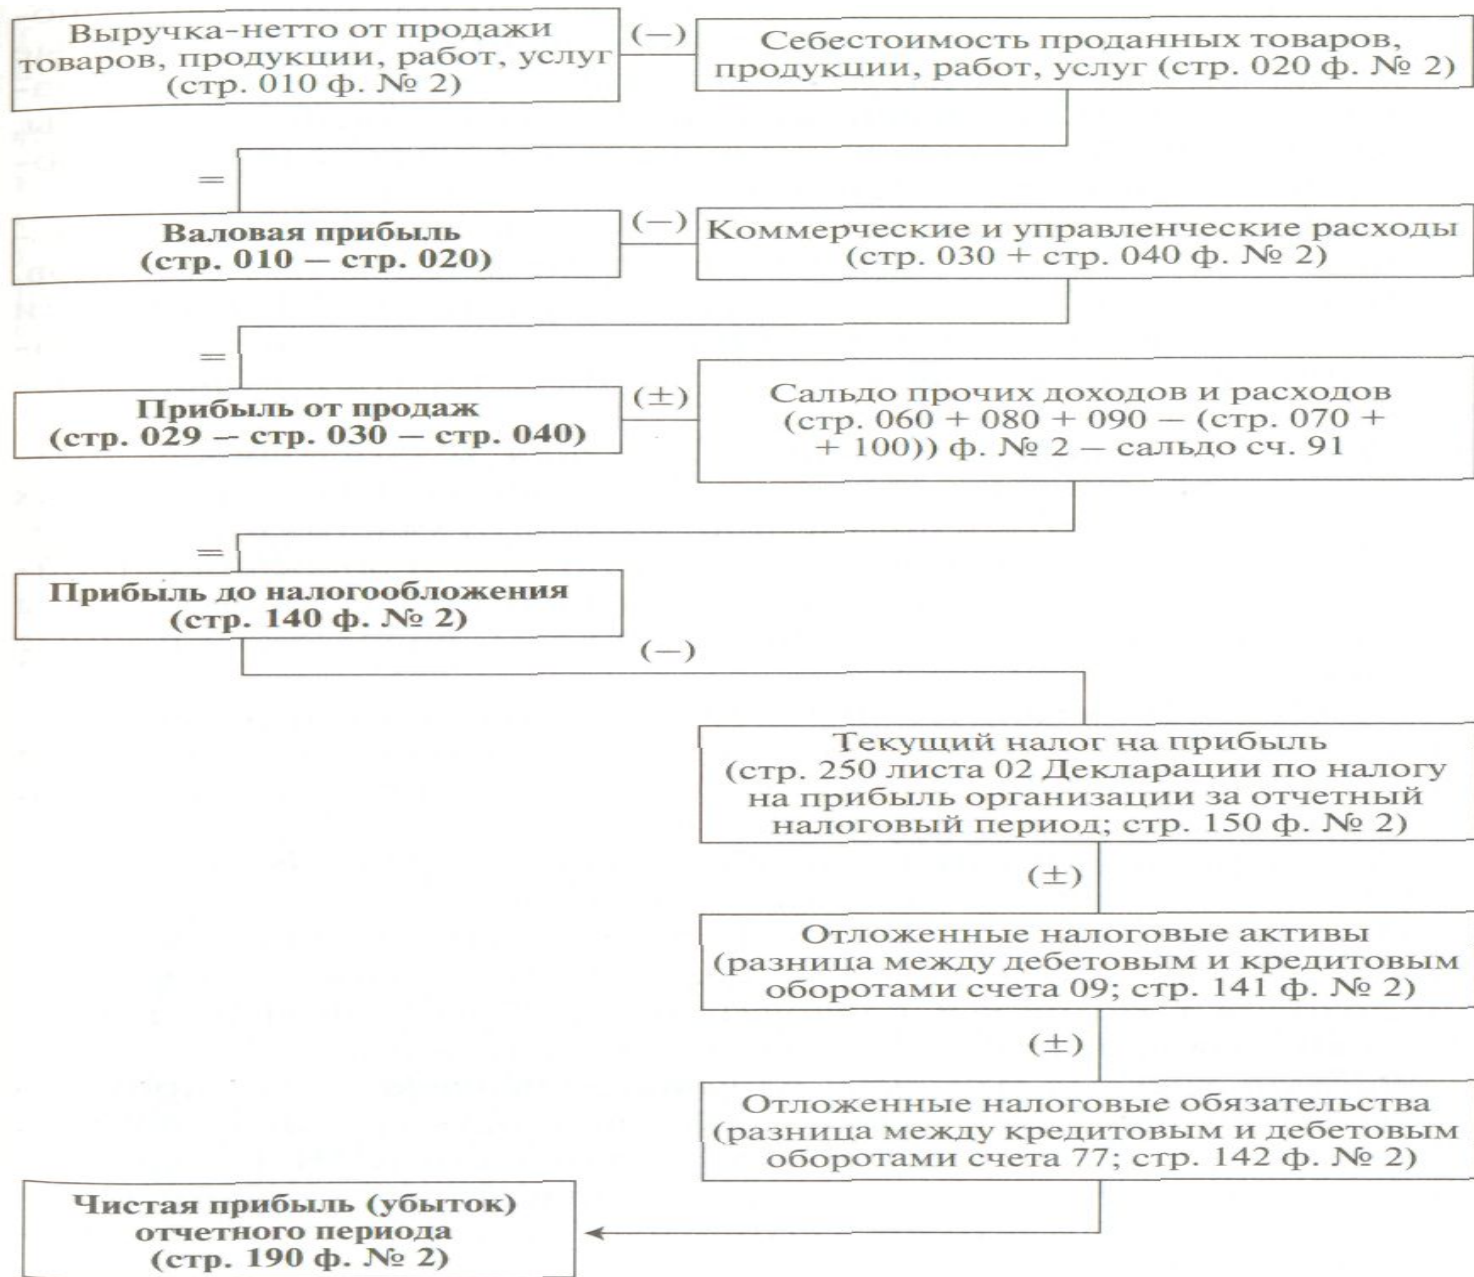 Выручка-нетто от продажи
товаров, продукции, работ, услуг
(стр. 010 ф. № 2)
(—)
Себестоимость проданных товаров,
продукции, работ, услуг (стр. 020 ф. № 2)
=
Валовая прибыль
(стр. 010 — стр. 020)
(—)
Коммерческие и управленческие расходы
(стр. 030 + стр. 040 ф. № 2)
=
Прибыль от продаж
(стр. 029 — стр. 030 — стр. 040)
(±)
Сальдо прочих доходов и расходов
(стр. 060 + 080 + 090 — (стр. 070 +
+ 100)) ф. № 2 — сальдо сч. 91
=
Прибыль до налогообложения
(стр. 140 ф. № 2)
(—)
Текущий налог на прибыль
(стр. 250 листа 02 Декларации по налогу
на прибыль организации за отчетный
налоговый период; стр. 150 ф. № 2)
(±)
Отложенные налоговые активы
(разница между дебетовым и кредитовым
оборотами счета 09; стр. 141 ф. № 2)
(±)
Отложенные налоговые обязательства
(разница между кредитовым и дебетовым
оборотами счета 77; стр. 142 ф. № 2)
Чистая прибыль (убыток)
отчетного периода
(стр. 190 ф. № 2)